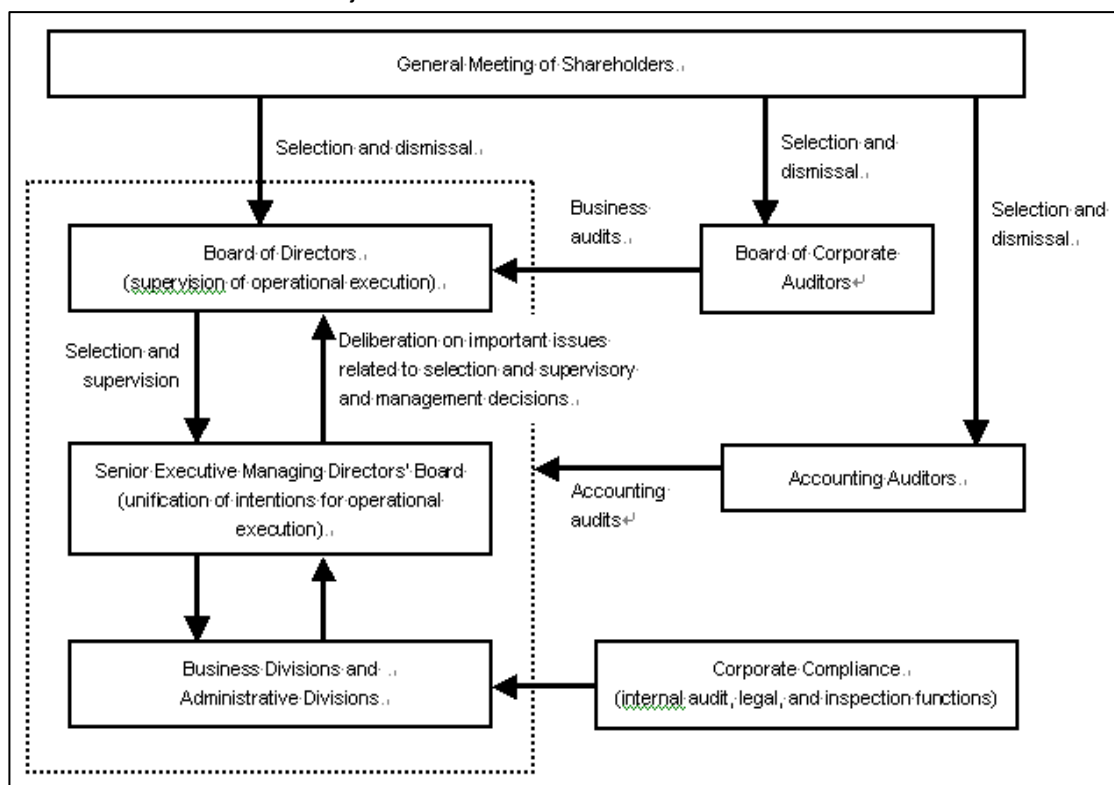 General Meeting of Shareholders.
Selection and dismissal.
Selection and
dismissal.
Selection and
dismissal.
Business
audits.
Board of Directors.
(supervision of operational execution).
Board of Corporate
Auditors
Selection and
supervision
Deliberation on important issues
related to selection and supervisory
and management decisions.
Senior Executive Managing Directors' Board
(unification of intentions for operational
execution).
Accounting
audits
Accounting Auditors.
Business Divisions and
Administrative Divisions.
Corporate Compliance.
(internal audit, legal, and inspection functions)